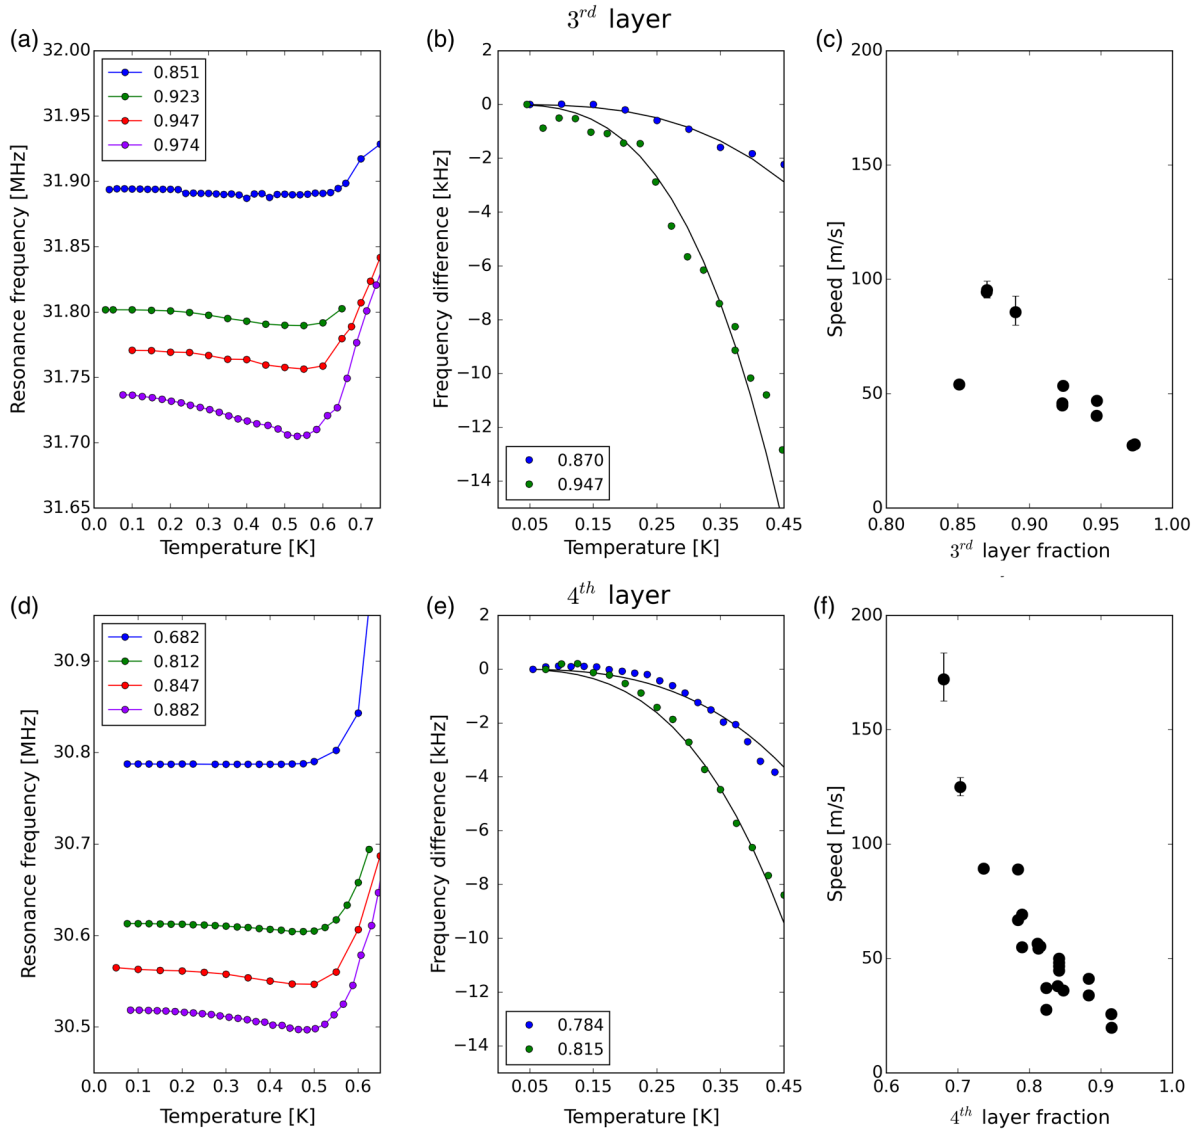 3rd layer
(a)
32.00
31.95
31.90
31.85
31.80
31.75
31.70
31.65
Resonance frequency [MHz]
0.851
0.923
0.947
0.974
0.0 0.1 0.2 0.3 0.4 0.5 0.6 0.7
Temperature [K]
(b)
2
0
−2
−4
−6
−8
−10
−12
−14
Frequency difference [kHz]
0.870
0.947
0.05 0.15 0.25 0.35 0.45
Temperature [K]
(c)
200
150
100
50
0
Speed [m/s]
0.80 0.85 0.90 0.95 1.00
3rd layer fraction
4th layer
(d)
30.9
30.8
30.7
30.6
30.5
Resonance frequency [MHz]
0.682
0.812
0.847
0.882
0.0 0.1 0.2 0.3 0.4 0.5 0.6
Temperature [K]
(e)
2
0
−2
−4
−6
−8
−10
−12
−14
Frequency difference [kHz]
0.784
0.815
0.05 0.15 0.25 0.35 0.45
Temperature [K]
(f)
200
150
100
50
0
Speed [m/s]
0.6 0.7 0.8 0.9 1.0
4th layer fraction